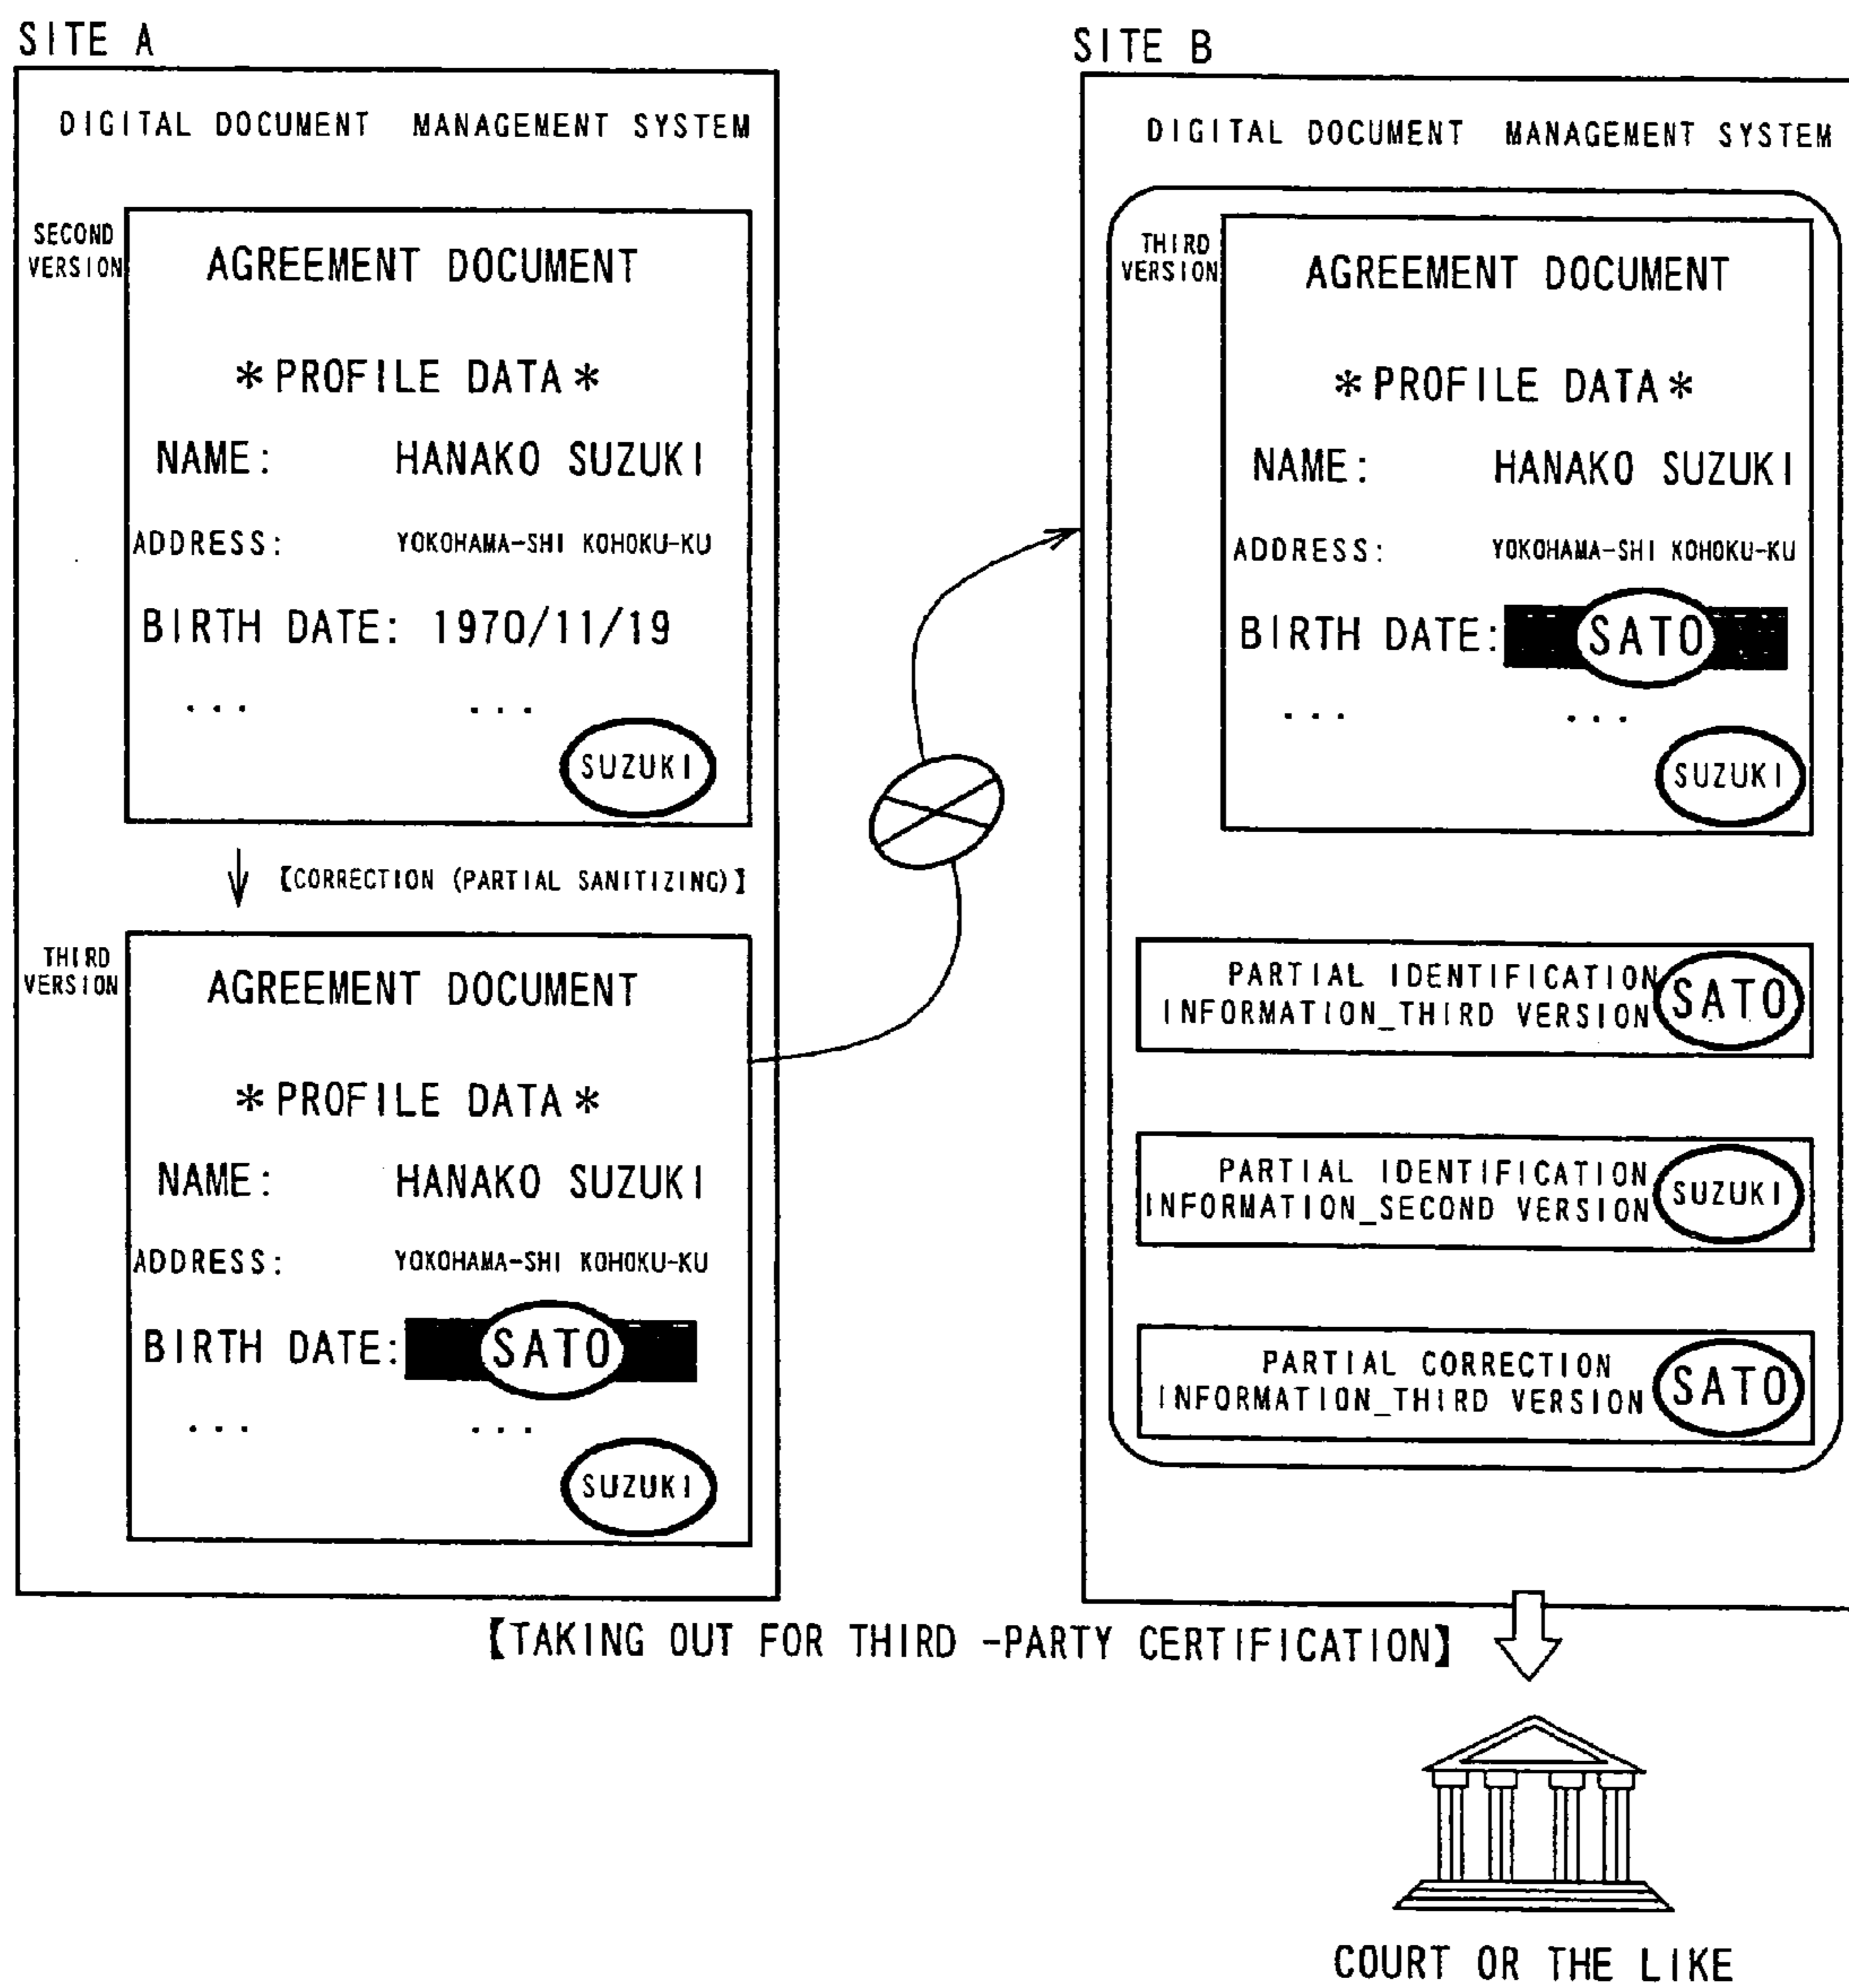 SITE A
DIGITAL DOCUMENT MANAGEMENT SYSTEM
SECOND
VERSION
AGREEMENT DOCUMENT
*PROFILE DATA*
NAME: HANAKO SUZUKI
ADDRESS: YOKOHAMA-SHI KOHOKU-KU
BIRTH DATE: 1970/11/19
... ...
SUZUKI
【CORRECTION (PARTIAL SANITIZING)】
THIRD
VERSION
AGREEMENT DOCUMENT
*PROFILE DATA*
NAME: HANAKO SUZUKI
ADDRESS: YOKOHAMA-SHI KOHOKU-KU
BIRTH DATE: SATO
... ...
SUZUKI
SITE B
DIGITAL DOCUMENT MANAGEMENT SYSTEM
THIRD
VERSION
AGREEMENT DOCUMENT
*PROFILE DATA*
NAME: HANAKO SUZUKI
ADDRESS: YOKOHAMA-SHI KOHOKU-KU
BIRTH DATE: SATO
... ...
SUZUKI
PARTIAL IDENTIFICATION
INFORMATION_THIRD VERSION
SATO
PARTIAL IDENTIFICATION
INFORMATION_SECOND VERSION
SUZUKI
PARTIAL CORRECTION
INFORMATION_THIRD VERSION
SATO
【TAKING OUT FOR THIRD -PARTY CERTIFICATION】
COURT OR THE LIKE